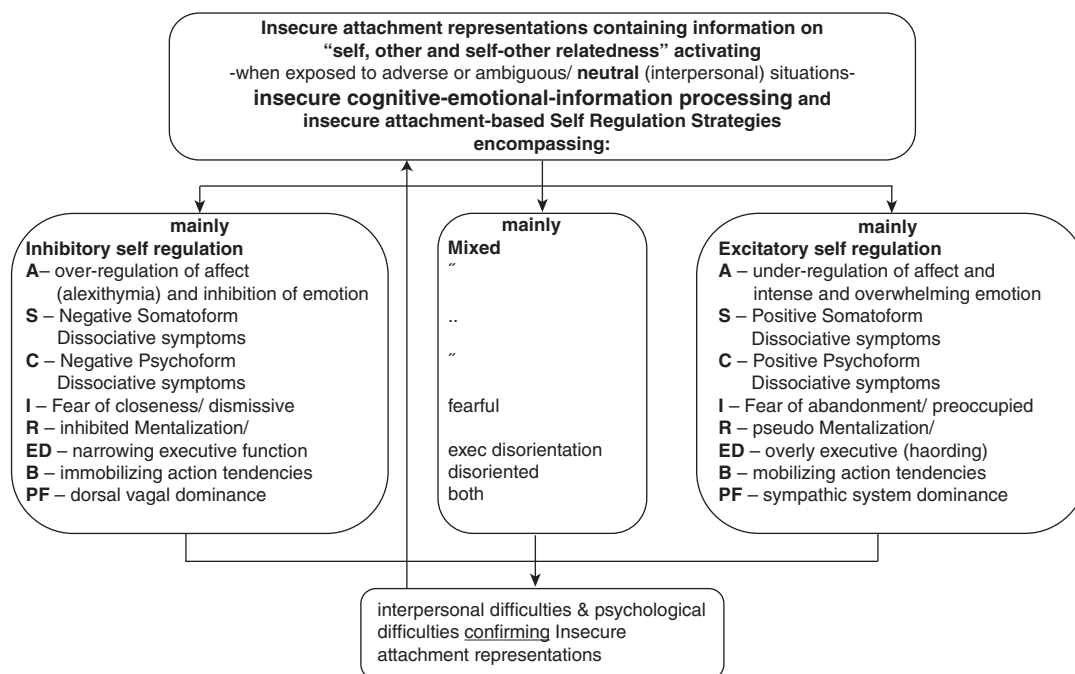 Insecure attachment representations containing information on
“self, other and self-other relatedness” activating
-when exposed to adverse or ambiguous/ neutral (interpersonal) situations-
insecure cognitive-emotional-information processing and
insecure attachment-based Self Regulation Strategies
encompassing:
mainly
Inhibitory self regulation
A– over-regulation of affect
(alexithymia) and inhibition of emotion
S – Negative Somatoform
Dissociative symptoms
C – Negative Psychoform
Dissociative symptoms
I – Fear of closeness/ dismissive
R – inhibited Mentalization/
ED – narrowing executive function
B – immobilizing action tendencies
PF – dorsal vagal dominance
mainly
Mixed
˝
..
˝
fearful
exec disorientation
disoriented
both
mainly
Excitatory self regulation
A – under-regulation of affect and
intense and overwhelming emotion
S – Positive Somatoform
Dissociative symptoms
C – Positive Psychoform
Dissociative symptoms
I – Fear of abandonment/ preoccupied
R – pseudo Mentalization/
ED – overly executive (haording)
B – mobilizing action tendencies
PF – sympathic system dominance
interpersonal difficulties & psychological
difficulties confirming Insecure
attachment representations